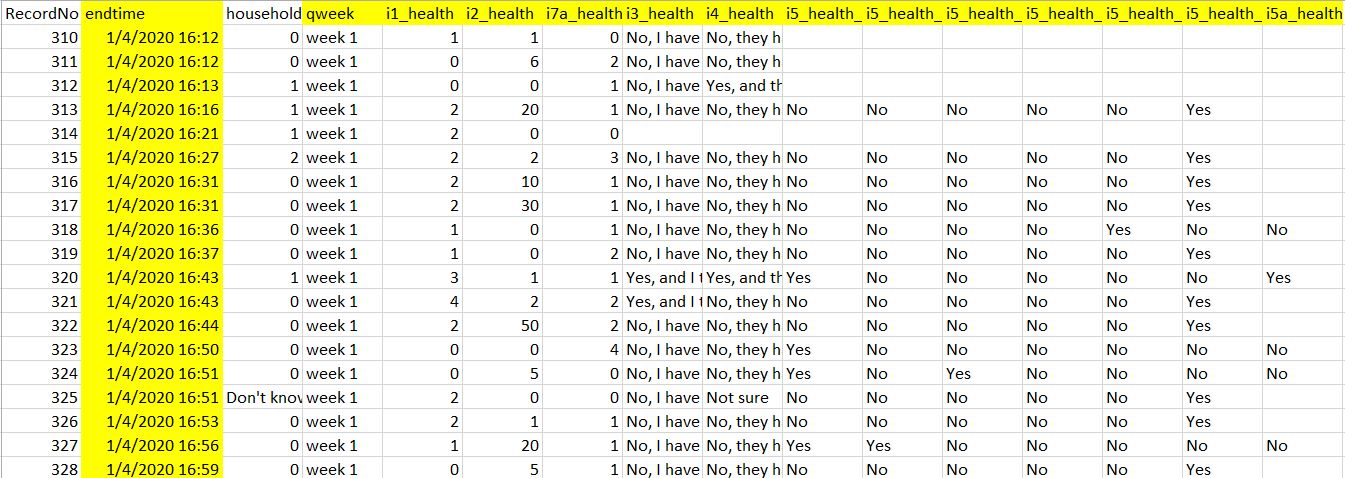 RecordNo endtime household qweek i1_health i2_health i7a_health i3_health i4_health i5_health_ i5_health_ i5_health_ i5_health_ i5_health_ i5_health_ i5a_health
310 1/4/2020 16:12 0 week 1 1 1 0 No, I have No, they h
311 1/4/2020 16:12 0 week 1 0 6 2 No, I have No, they h
312 1/4/2020 16:13 1 week 1 0 0 1 No, I have Yes, and th
313 1/4/2020 16:16 1 week 1 2 20 1 No, I have No, they h No No No No No Yes
314 1/4/2020 16:21 1 week 1 2 0 0
315 1/4/2020 16:27 2 week 1 2 2 3 No, I have No, they h No No No No No Yes
316 1/4/2020 16:31 0 week 1 2 10 1 No, I have No, they h No No No No No Yes
317 1/4/2020 16:31 0 week 1 2 30 1 No, I have No, they h No No No No No Yes
318 1/4/2020 16:36 0 week 1 1 0 1 No, I have No, they h No No No No Yes No No
319 1/4/2020 16:37 0 week 1 1 0 2 No, I have No, they h No No No No No Yes
320 1/4/2020 16:43 1 week 1 3 1 1 Yes, and I t Yes, and th Yes No No No No No Yes
321 1/4/2020 16:43 0 week 1 4 2 2 Yes, and I t No, they h No No No No No Yes
322 1/4/2020 16:44 0 week 1 2 50 2 No, I have No, they h No No No No No Yes
323 1/4/2020 16:50 0 week 1 0 0 4 No, I have No, they h Yes No No No No No No
324 1/4/2020 16:51 0 week 1 0 5 0 No, I have No, they h Yes No Yes No No No No
325 1/4/2020 16:51 Don't know week 1 2 0 0 No, I have Not sure No No No No No Yes
326 1/4/2020 16:53 0 week 1 2 1 1 No, I have No, they h No No No No No Yes
327 1/4/2020 16:56 0 week 1 1 20 1 No, I have No, they h Yes Yes No No No No No
328 1/4/2020 16:59 0 week 1 0 5 1 No, I have No, they h No No No No No Yes